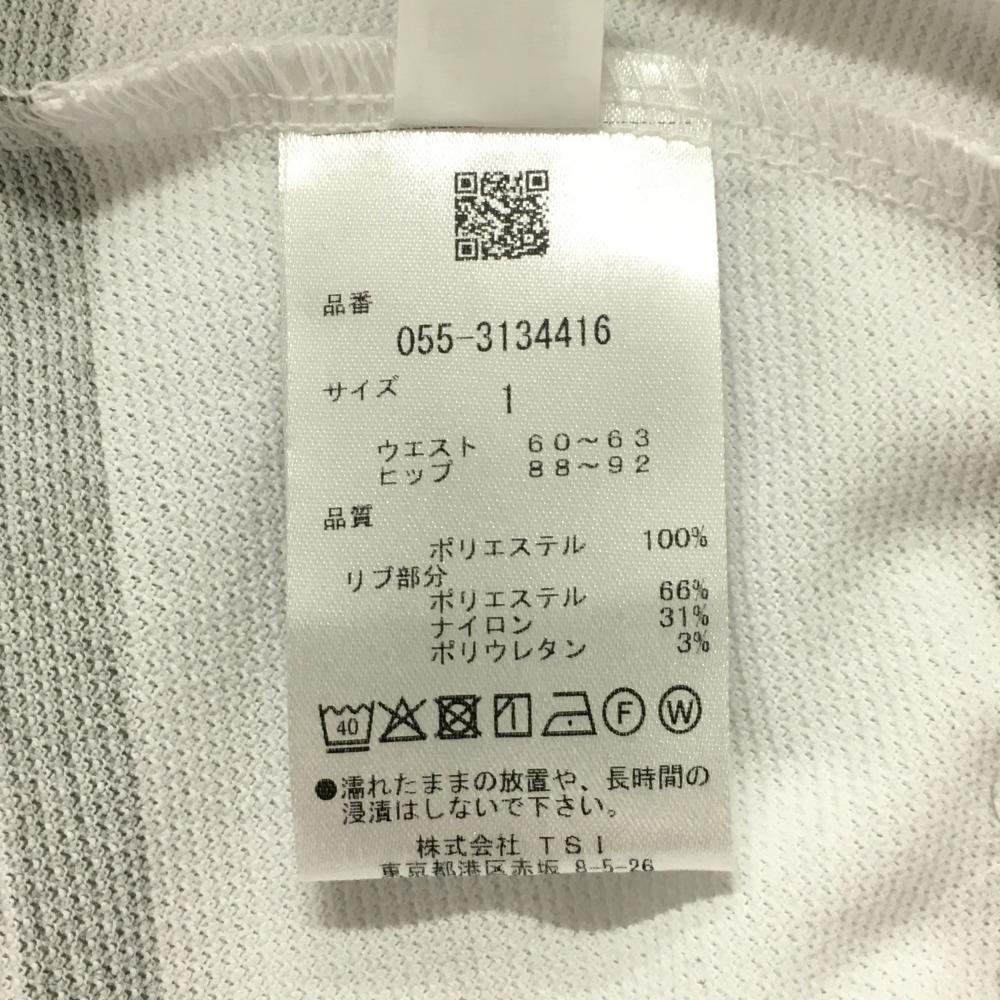 品番
055-3134416
サイズ 1
ウエスト 60～63
ヒップ 88～92
品質
ポリエステル 100%
リブ部分
ポリエステル 66%
ナイロン 31%
ポリウレタン 3%
40 F W
●濡れたままの放置や、長時間の
浸漬はしないで下さい。
株式会社 TSI
東京都港区赤坂 8-5-26